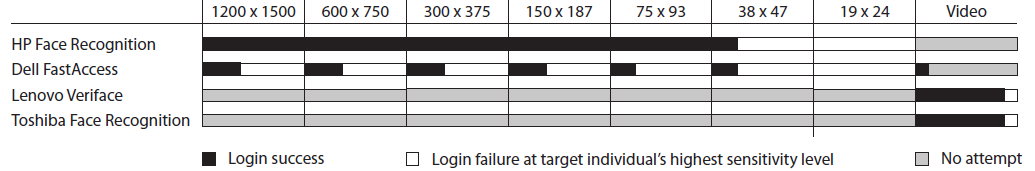 1200 x 1500 600 x 750 300 x 375 150 x 187 75 x 93 38 x 47 19 x 24 Video
HP Face Recognition
Dell FastAccess
Lenovo Veriface
Toshiba Face Recognition
Login success Login failure at target individual's highest sensitivity level No attempt